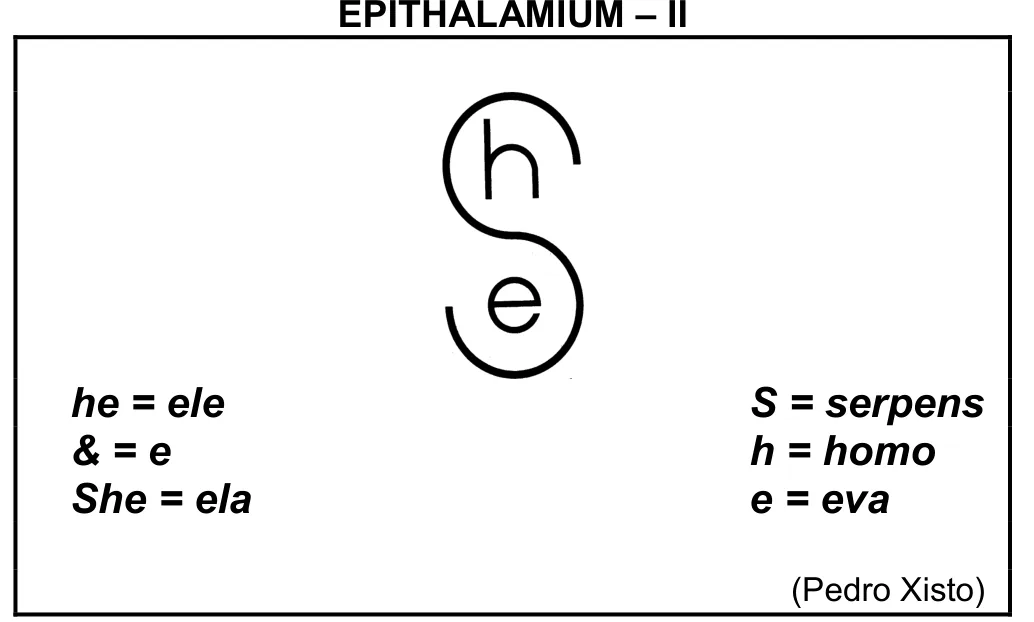 EPITHALAMIUM – II
S
h
e
he = ele
& = e
She = ela
S = serpens
h = homo
e = eva
(Pedro Xisto)